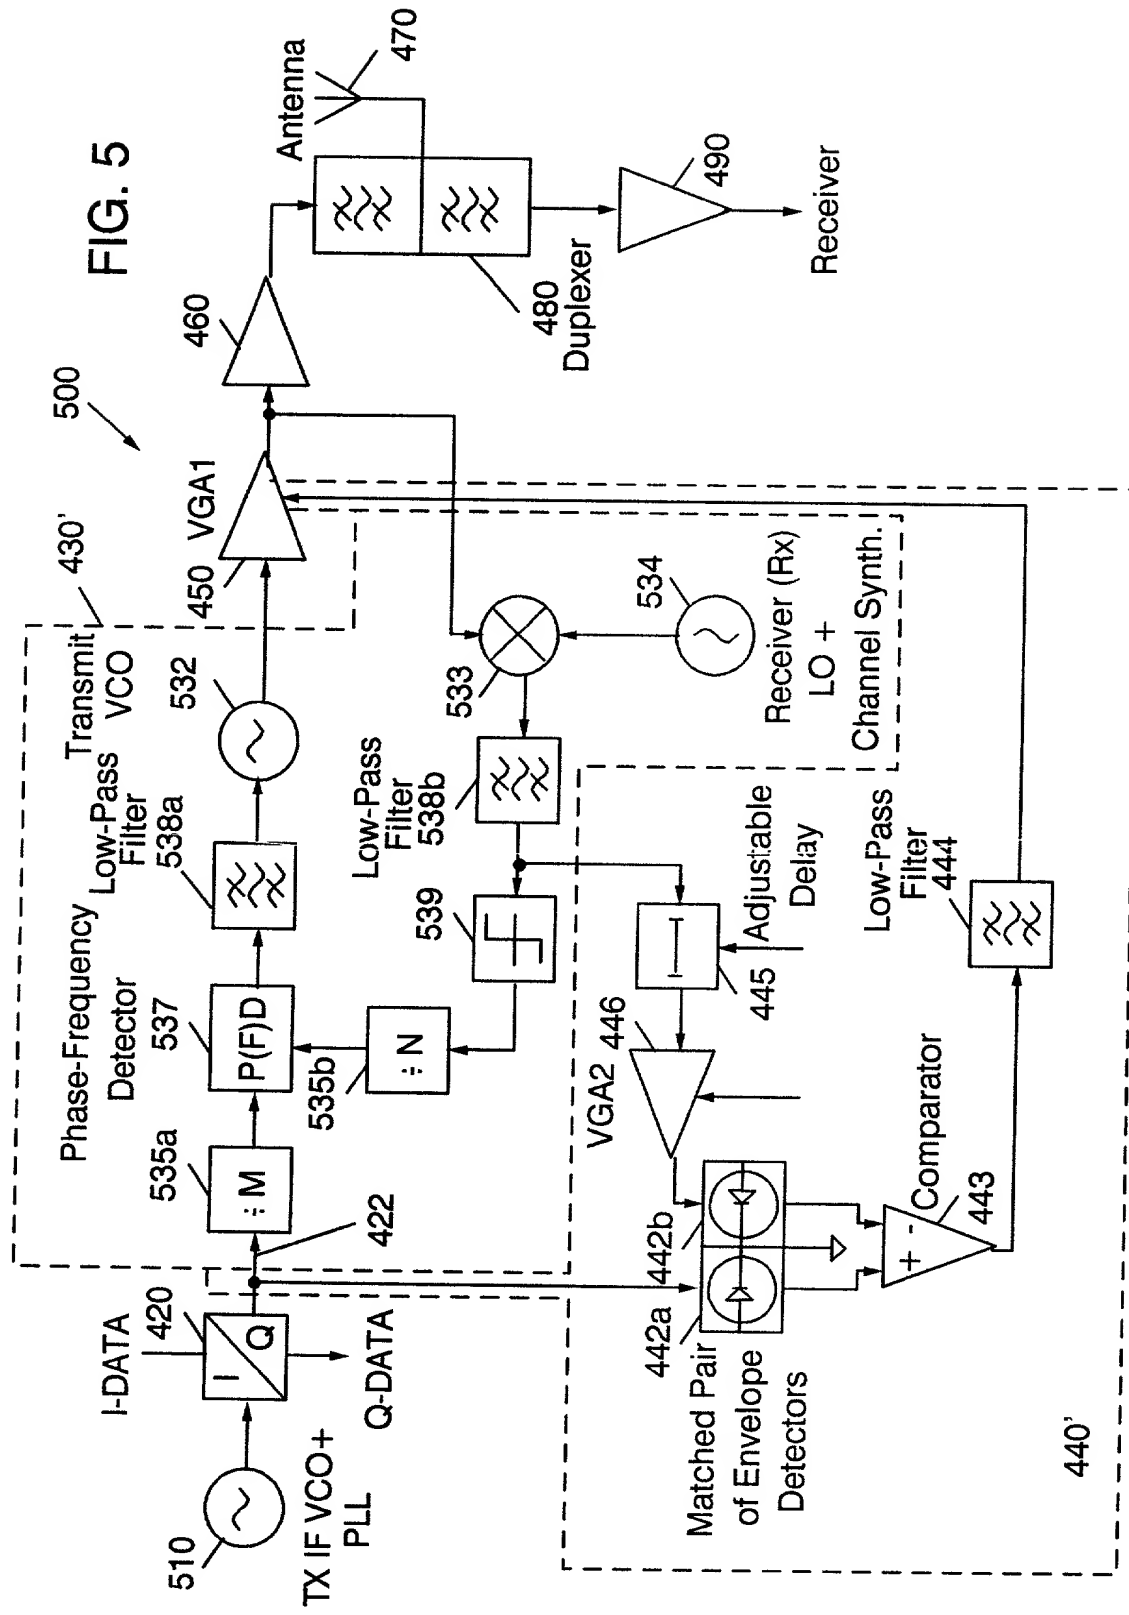 FIG. 5
500
430'
Phase-Frequency
Detector
Low-Pass
Filter
538a
Transmit
VCO
532
VGA1
450
460
Antenna
470
480
Duplexer
490
Receiver
510
TX IF VCO+
PLL
I-DATA
420
I
Q
Q-DATA
422
535a
÷M
537
P(F)D
535b
÷N
539
Low-Pass
Filter
538b
533
534
Receiver (Rx)
LO +
Channel Synth.
Adjustable
Delay
445
446
VGA2
442a
442b
Matched Pair
of Envelope
Detectors
+
-
Comparator
443
Low-Pass
Filter
444
440'